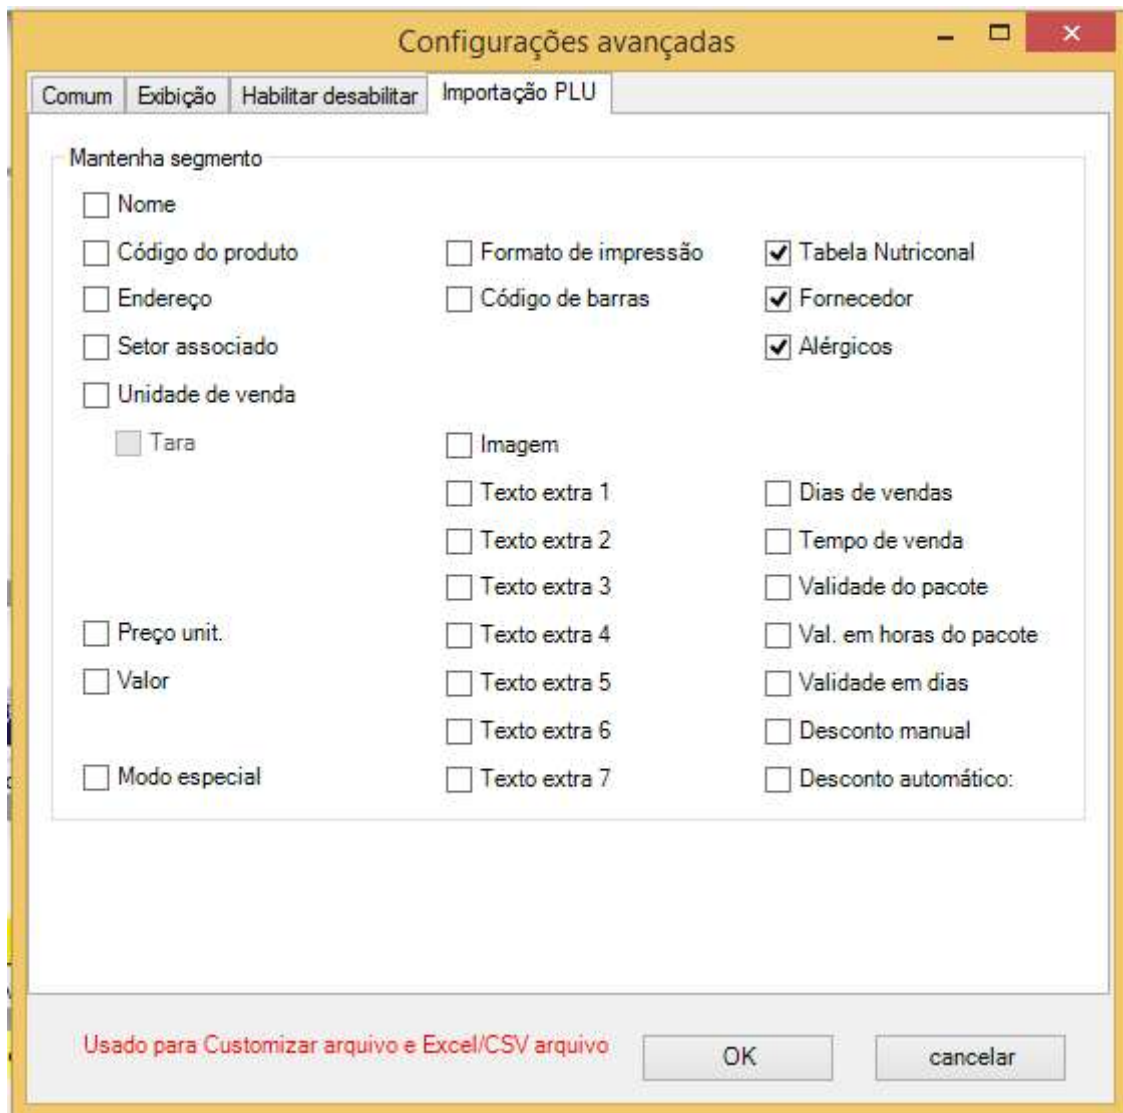 Configurações avançadas
Comum Exibição Habilitar desabilitar Importação PLU
Mantenha segmento
Nome
Código do produto Formato de impressão Tabela Nutriconal
Endereço Código de barras Fornecedor
Setor associado Alérgicos
Unidade de venda
Tara Imagem
Texto extra 1 Dias de vendas
Texto extra 2 Tempo de venda
Texto extra 3 Validade do pacote
Preço unit. Texto extra 4 Val. em horas do pacote
Valor Texto extra 5 Validade em dias
Texto extra 6 Desconto manual
Modo especial Texto extra 7 Desconto automático:
Usado para Customizar arquivo e Excel/CSV arquivo OK cancelar